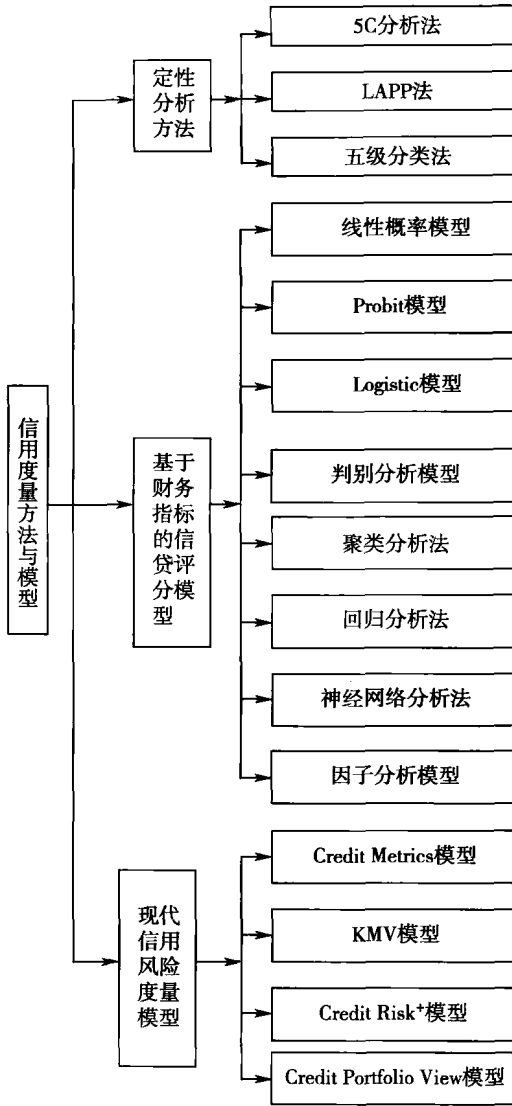 信用度量方法与模型
定性
分析
方法
5C分析法
LAPP法
五级分类法
基于
财务
指标
的信
贷评
分模
型
线性概率模型
Probit模型
Logistic模型
判别分析模型
聚类分析法
回归分析法
神经网络分析法
因子分析模型
现代
信用
风险
度量
模型
Credit Metrics模型
KMV模型
Credit Risk⁺模型
Credit Portfolio View模型